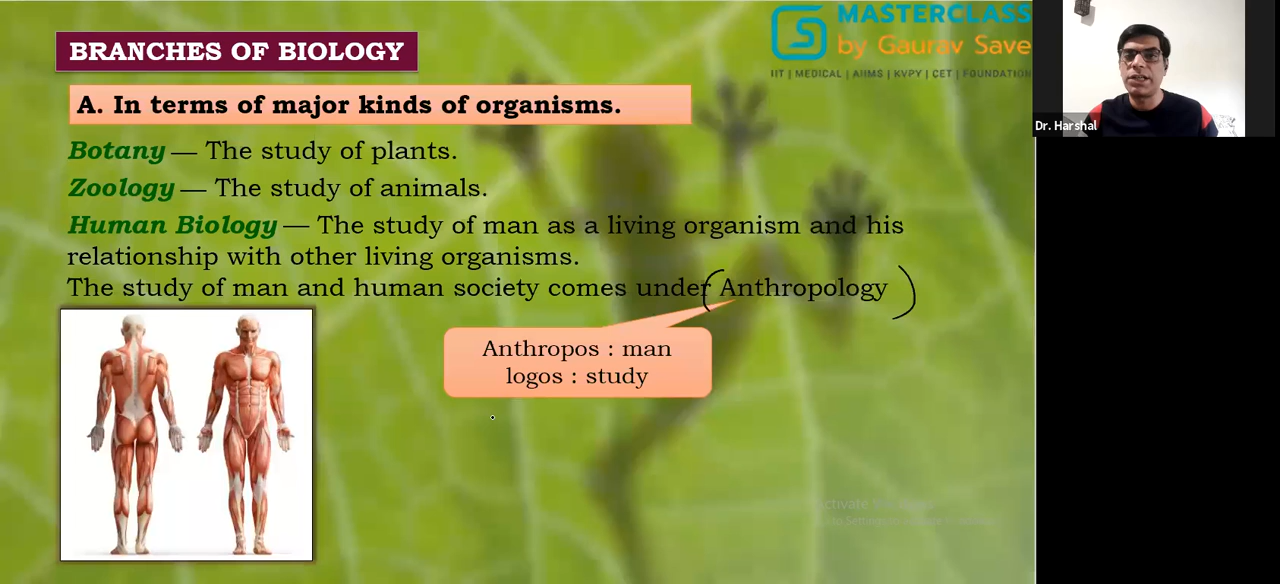 MASTERCLASS
by Gaurav Save
IIT | MEDICAL | AIIMS | KVPY | CET | FOUNDATION
BRANCHES OF BIOLOGY
A. In terms of major kinds of organisms.
Botany — The study of plants.
Zoology — The study of animals.
Human Biology — The study of man as a living organism and his
relationship with other living organisms.
The study of man and human society comes under Anthropology
Anthropos : man
logos : study
Dr. Harshal